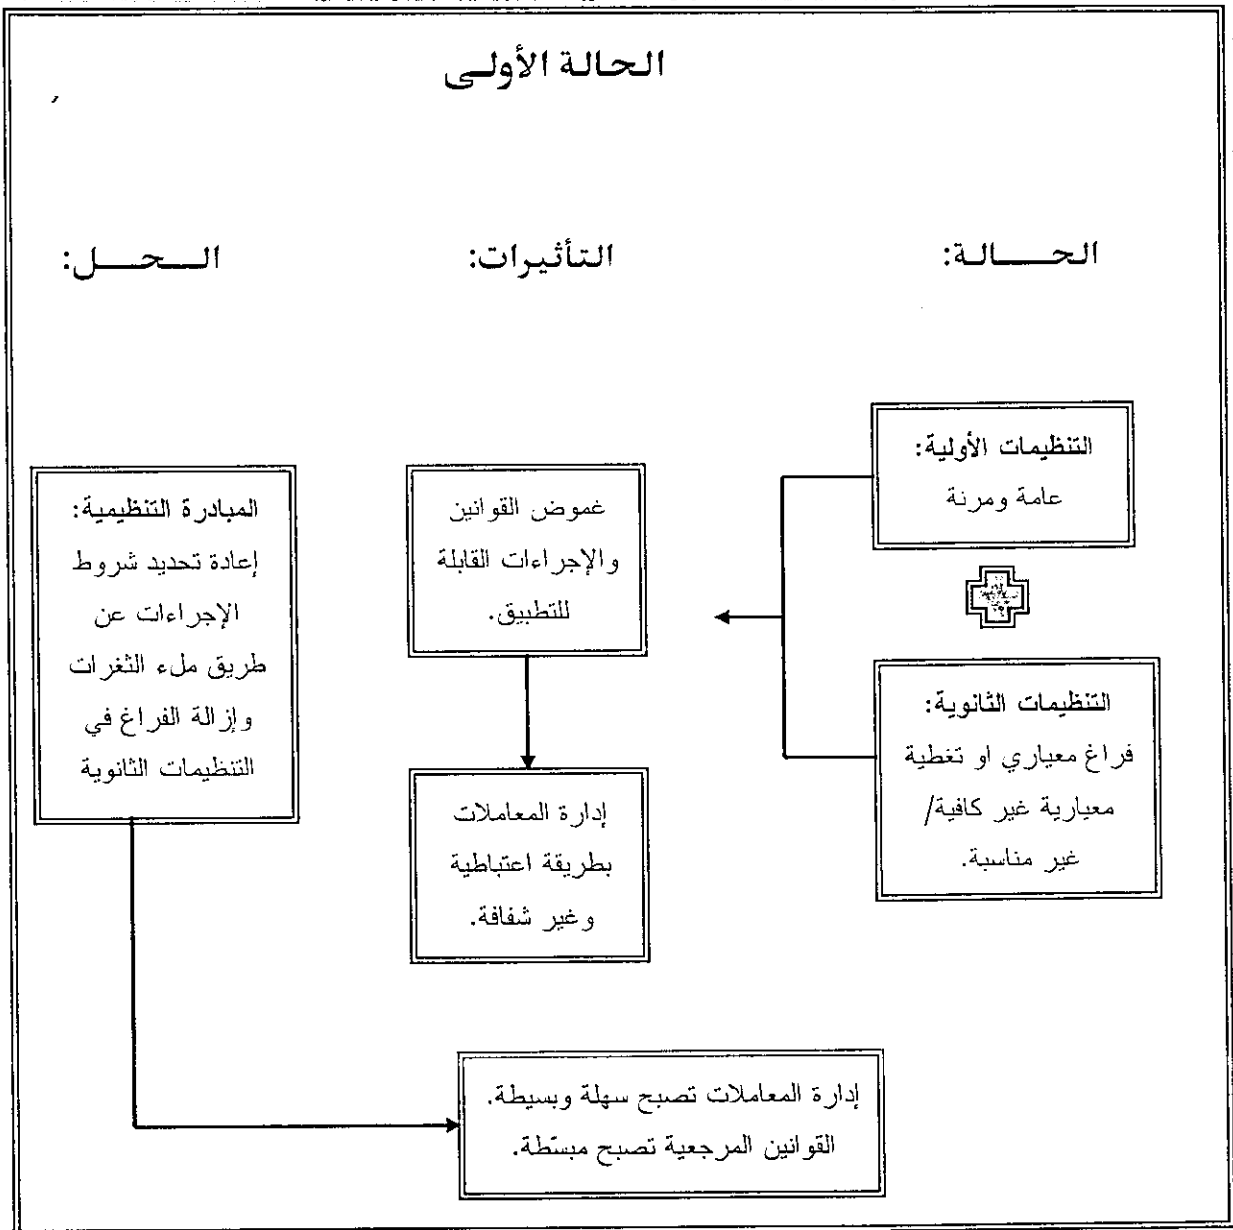 الحالة الأولى
الحالة:
التأثيرات:
الحل:
التنظيمات الأولية:
عامة ومرنة
التنظيمات الثانوية:
فراغ معياري او تغطية
معيارية غير كافية/
غير مناسبة.
غموض القوانين
والإجراءات القابلة
للتطبيق.
إدارة المعاملات
بطريقة اعتباطية
وغير شفافة.
المبادرة التنظيمية:
إعادة تحديد شروط
الإجراءات عن
طريق ملء الثغرات
وإزالة الفراغ في
التنظيمات الثانوية
إدارة المعاملات تصبح سهلة وبسيطة.
القوانين المرجعية تصبح مبسّطة.